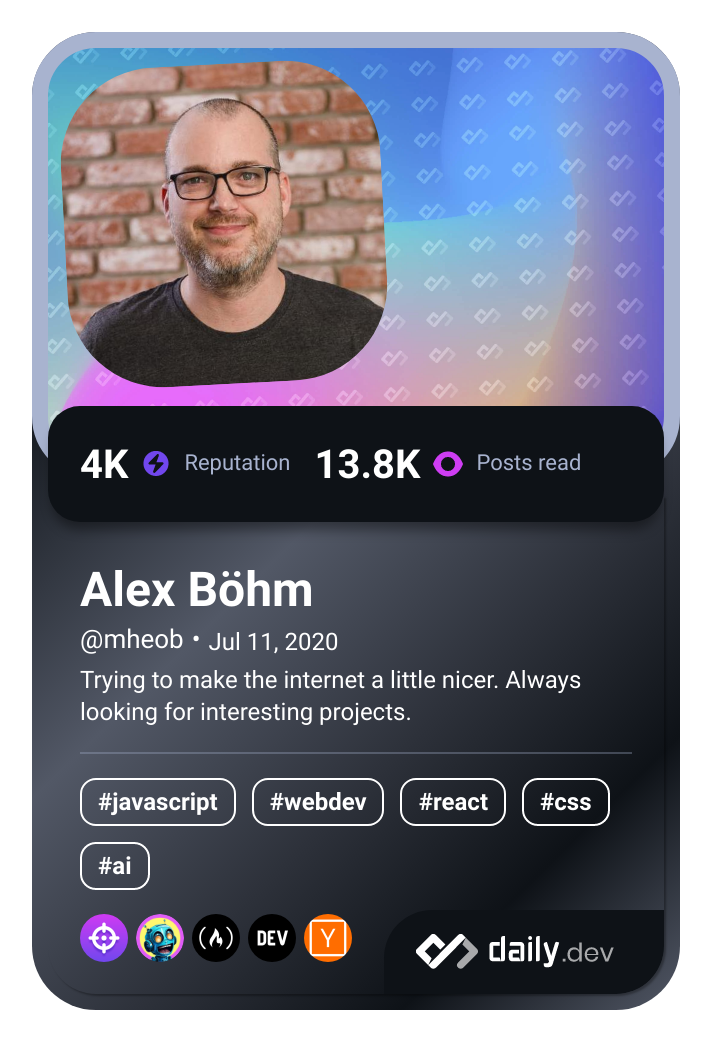 4K Reputation 13.8K Posts read
Alex Böhm
@mheob • Jul 11, 2020
Trying to make the internet a little nicer. Always
looking for interesting projects.
#javascript #webdev #react #css
#ai
DEV Y daily.dev